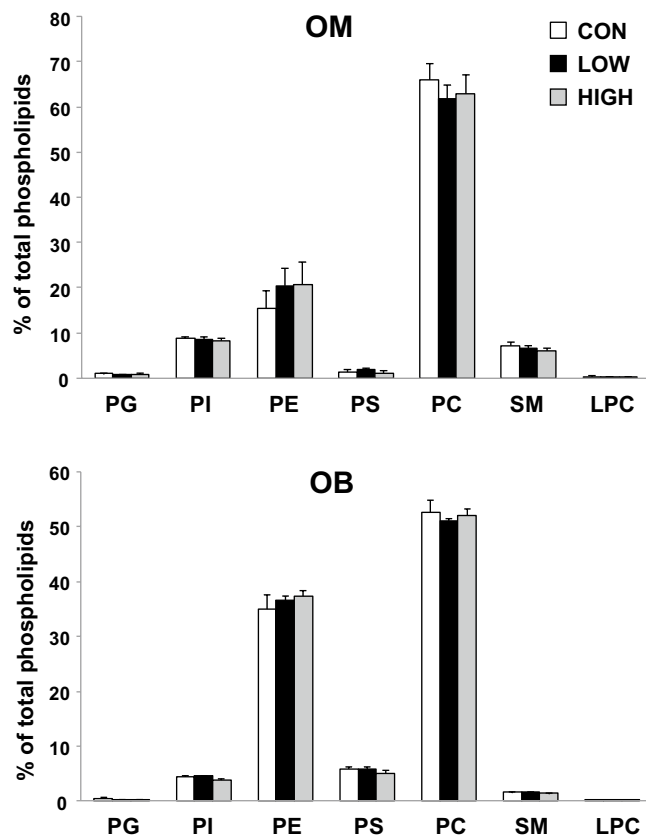 OM
CON
LOW
HIGH
% of total phospholipids
80
70
60
50
40
30
20
10
0
PG PI PE PS PC SM LPC
OB
% of total phospholipids
60
50
40
30
20
10
0
PG PI PE PS PC SM LPC